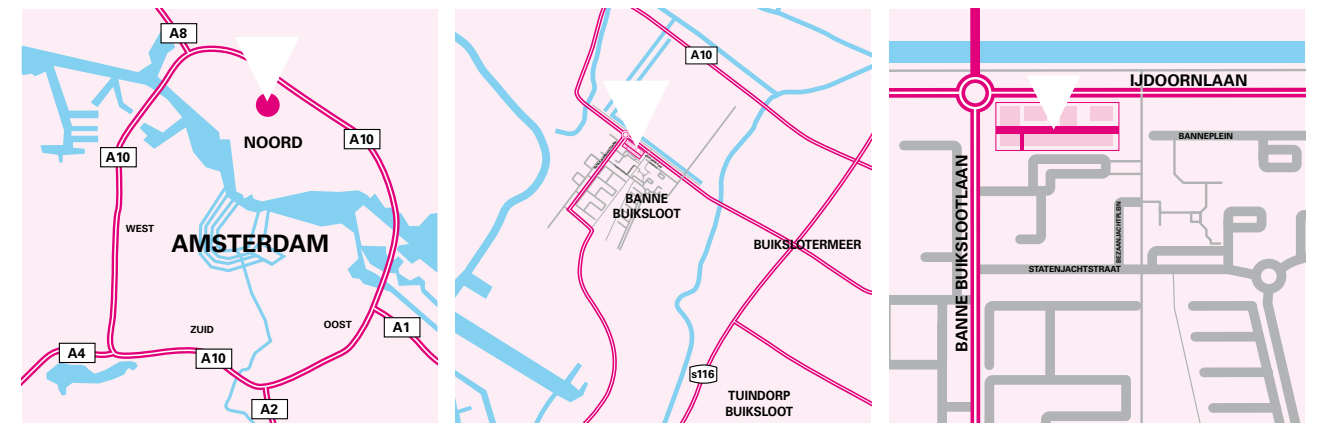 A8
NOORD
A10
A10
WEST
AMSTERDAM
ZUID
OOST
A4
A10
A1
A2
A10
BANNE
BUIKSLOOT
BUIKSLOTERMEER
s116
TUINDORP
BUIKSLOOT
IJDOORNLAAN
BANNEPLEIN
BANNE BUIKSLOOTLAAN
BEZAANJACHTPLEIN
STATENJACHTSTRAAT